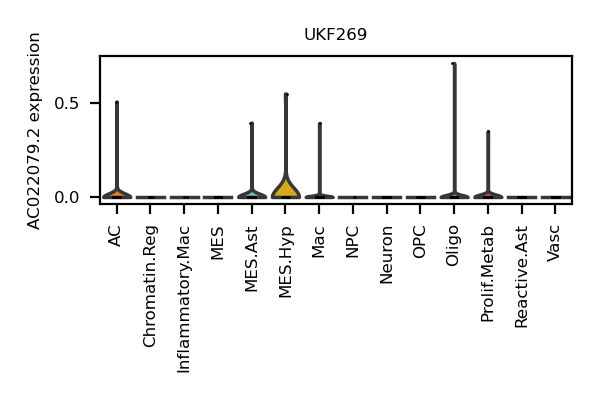 UKF269
AC022079.2 expression
0.5
0.0
AC
Chromatin.Reg
Inflammatory.Mac
MES
MES.Ast
MES.Hyp
Mac
NPC
Neuron
OPC
Oligo
Prolif.Metab
Reactive.Ast
Vasc